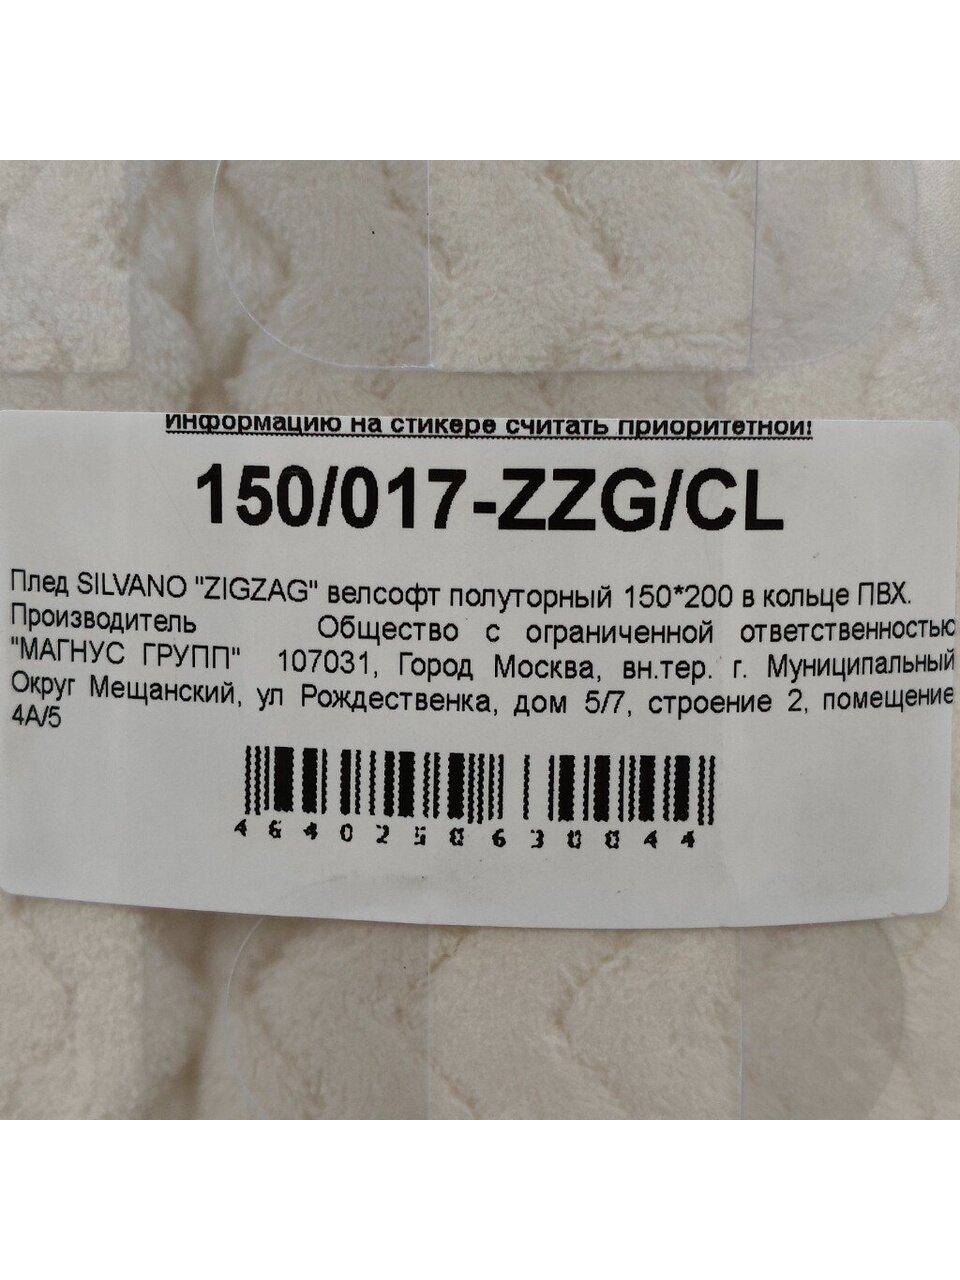 Информацию на стикере считать приоритетной!
150/017-ZZG/CL
Плед SILVANO "ZIGZAG" велсофт полуторный 150*200 в кольце ПВХ.
Производитель Общество с ограниченной ответственностью
"МАГНУС ГРУПП" 107031, Город Москва, вн.тер. г. Муниципальный
Округ Мещанский, ул Рождественка, дом 5/7, строение 2, помещение
4А/5
4640258630844